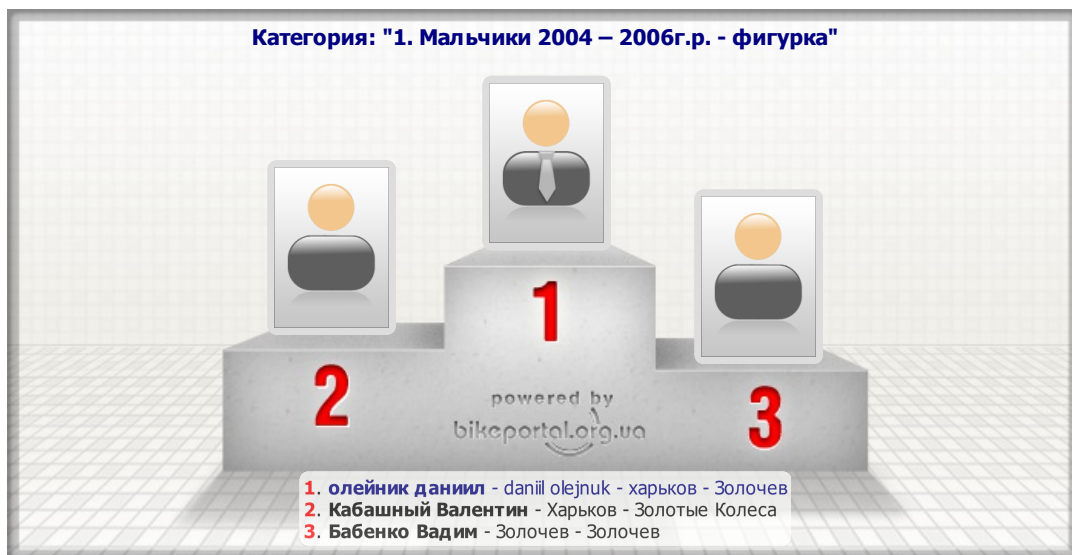 Категория: "1. Мальчики 2004 – 2006г.р. - фигурка"
1
2
3
powered by
bikeportal.org.ua
1. олейник даниил - daniil olejnuk - харьков - Золочев
2. Кабашный Валентин - Харьков - Золотые Колеса
3. Бабенко Вадим - Золочев - Золочев